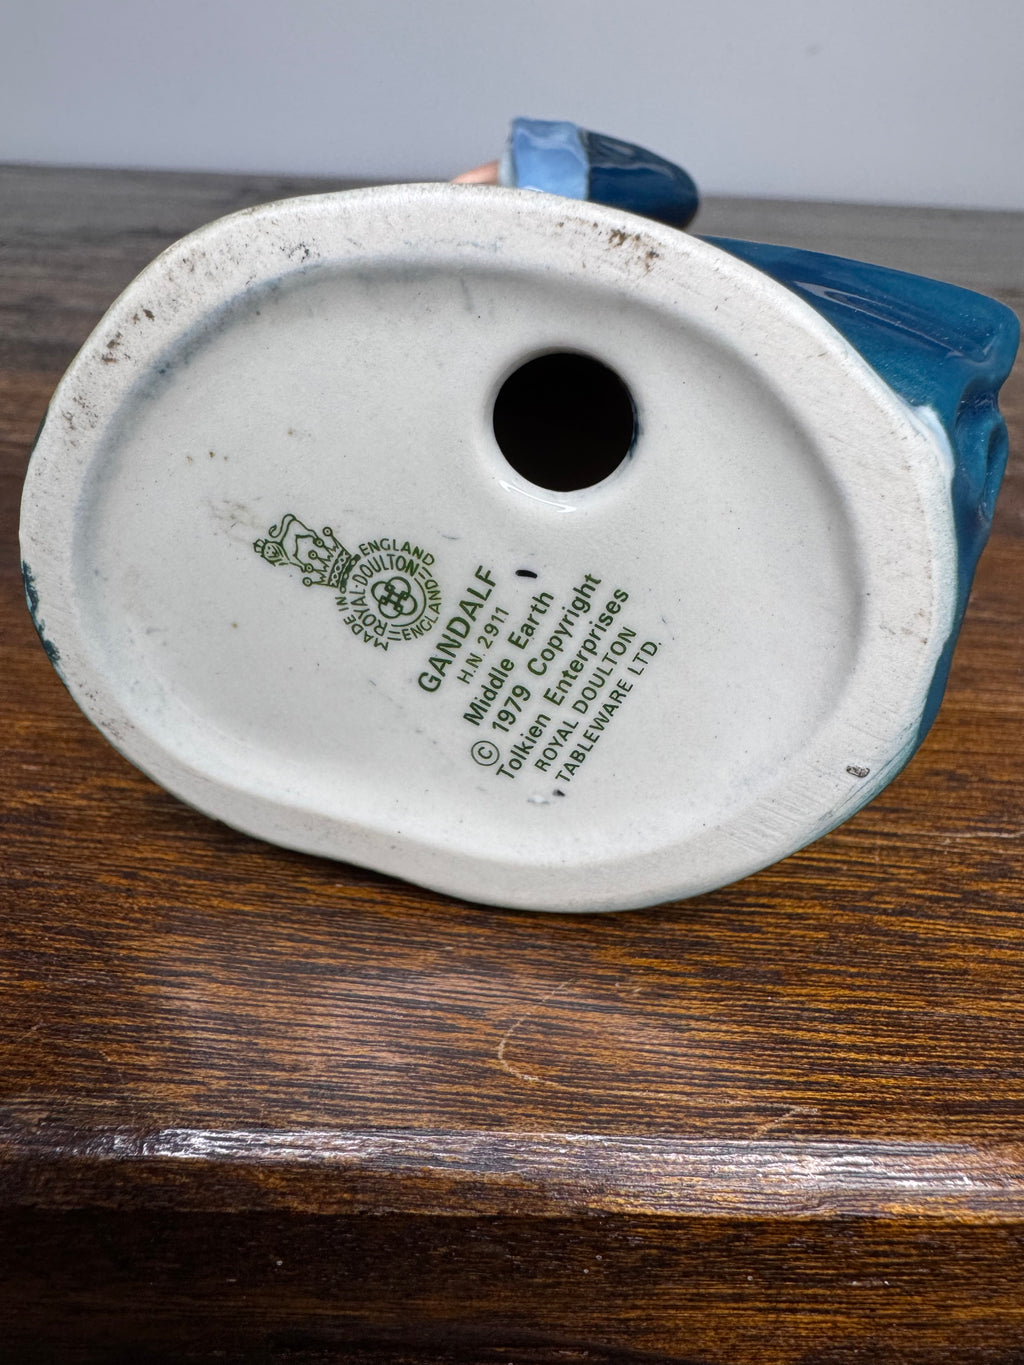 MADE IN ENGLAND
ROYAL·DOULTON
ENGLAND
GANDALF
H.N. 2911
Middle Earth
© 1979 Copyright
Tolkien Enterprises
ROYAL DOULTON
TABLEWARE LTD.